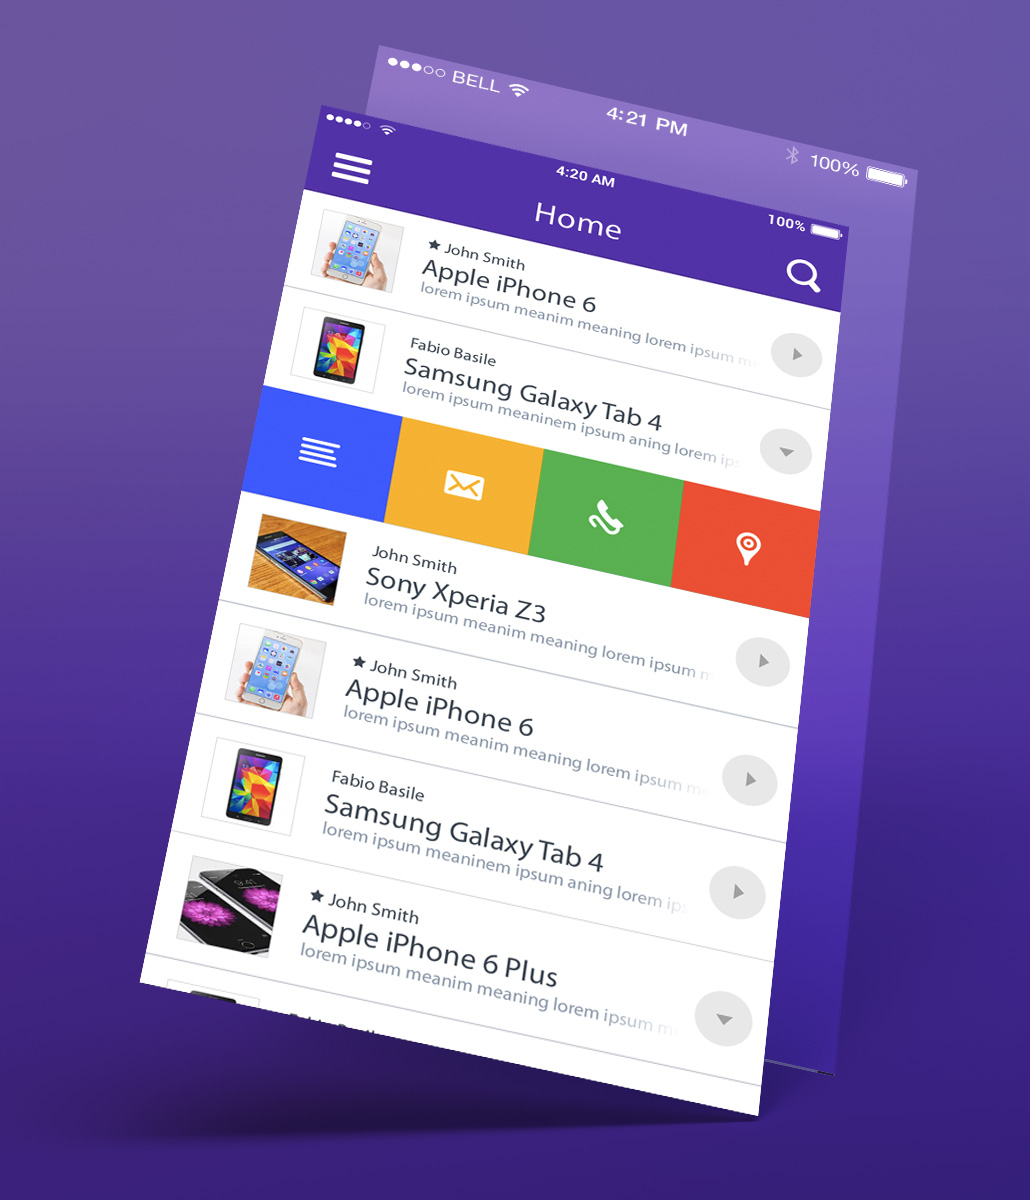 BELL
4:21 PM
100%
4:20 AM
100%
Home
John Smith
Apple iPhone 6
lorem ipsum meanim meaning lorem ipsum
Fabio Basile
Samsung Galaxy Tab 4
lorem ipsum meaninem ipsum aning lorem
John Smith
Sony Xperia Z3
lorem ipsum meanim meaning lorem ipsum
John Smith
Apple iPhone 6
lorem ipsum meanim meaning lorem ipsum
Fabio Basile
Samsung Galaxy Tab 4
lorem ipsum meaninem ipsum aning lorem
John Smith
Apple iPhone 6 Plus
lorem ipsum meanim meaning lorem ipsum